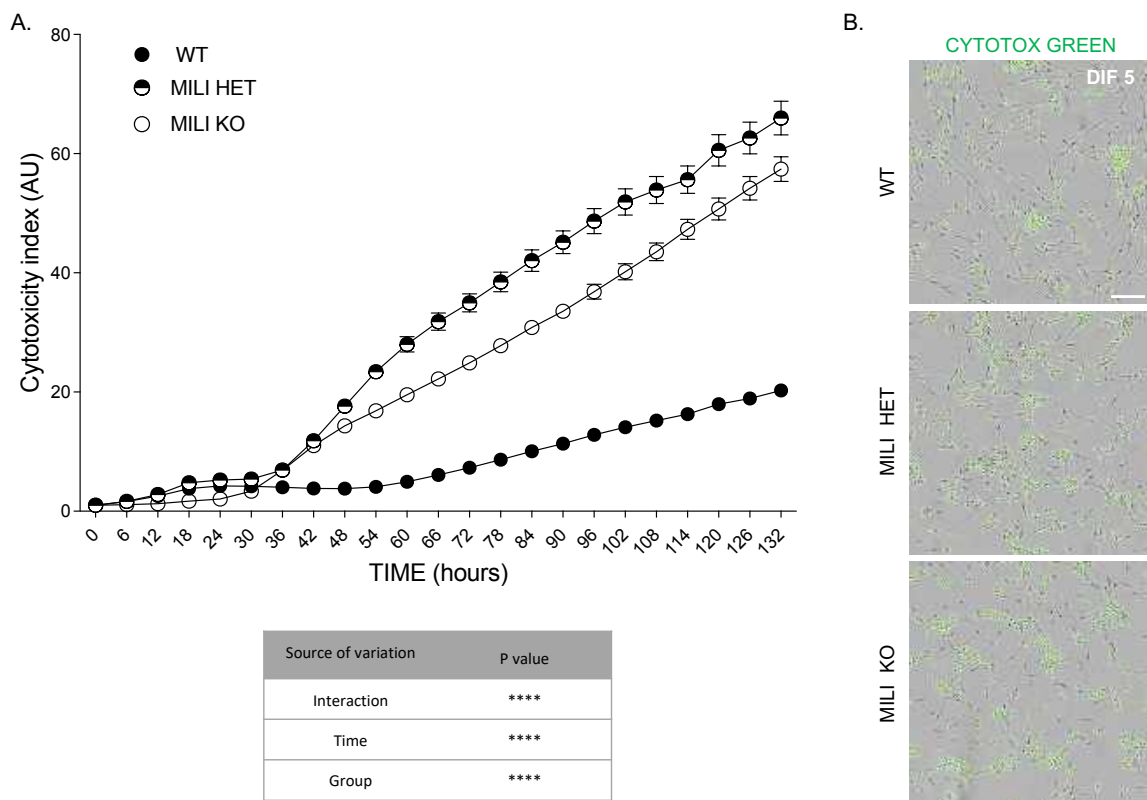 A.
80
60
40
20
0
Cytotoxicity index (AU)
WT
MILI HET
MILI KO
0 6 12 18 24 30 36 42 48 54 60 66 72 78 84 90 96 102 108 114 120 126 132
TIME (hours)
Source of variation P value
Interaction ****
Time ****
Group ****
B.
CYTOTOX GREEN
DIF 5
WT
MILI HET
MILI KO